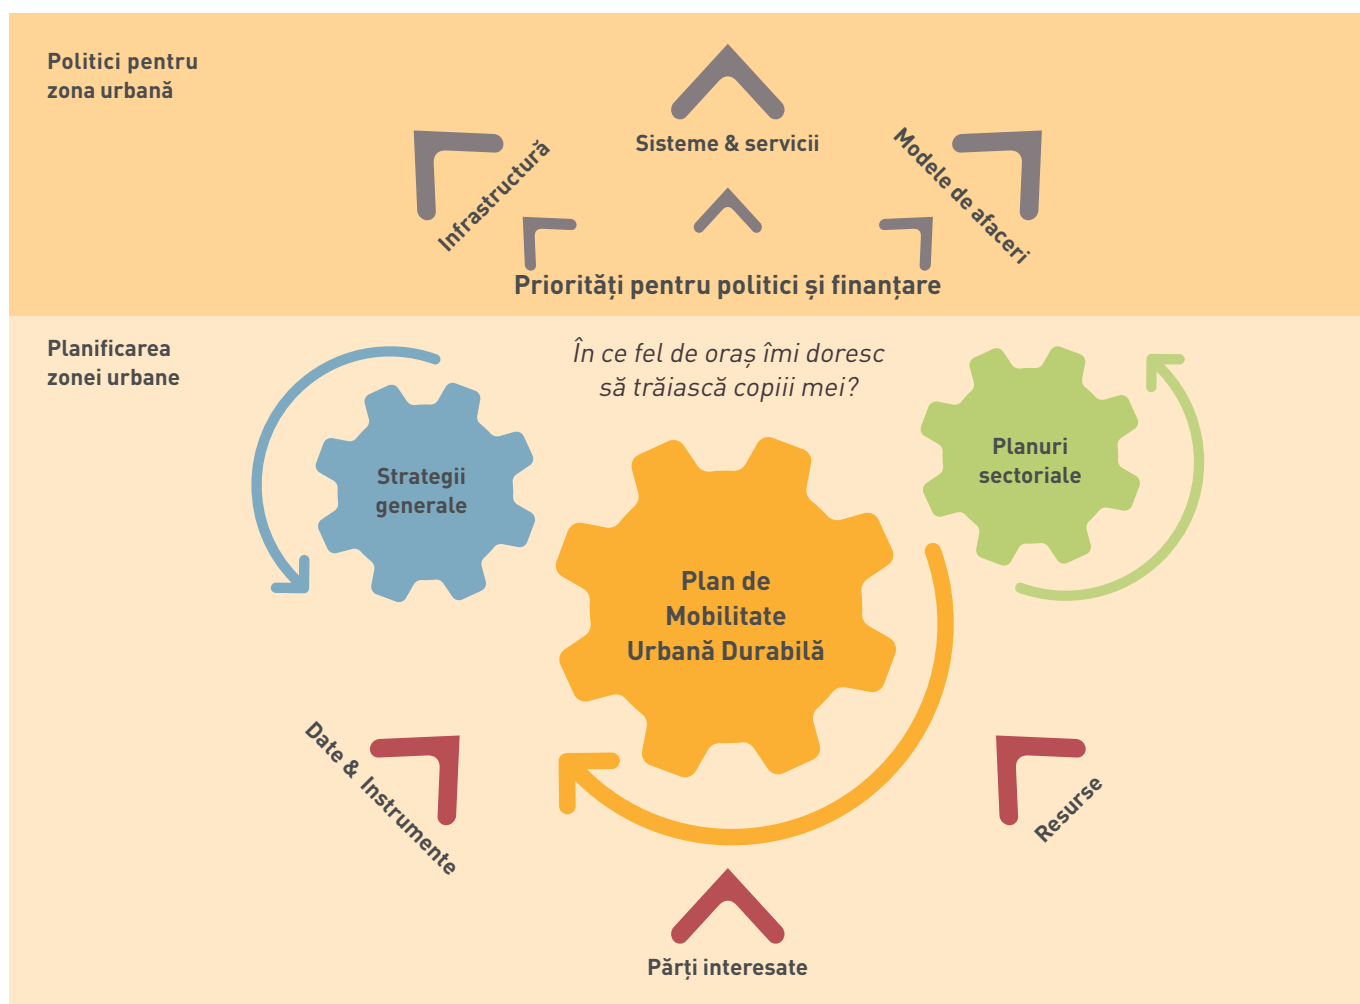 Politici pentru
zona urbană
Sisteme & servicii
Infrastructură
Modele de afaceri
Priorități pentru politici și finanțare
Planificarea
zonei urbane
În ce fel de oraș îmi doresc
să trăiască copiii mei?
Strategii
generale
Planuri
sectoriale
Plan de
Mobilitate
Urbană Durabilă
Date & Instrumente
Resurse
Părți interesate